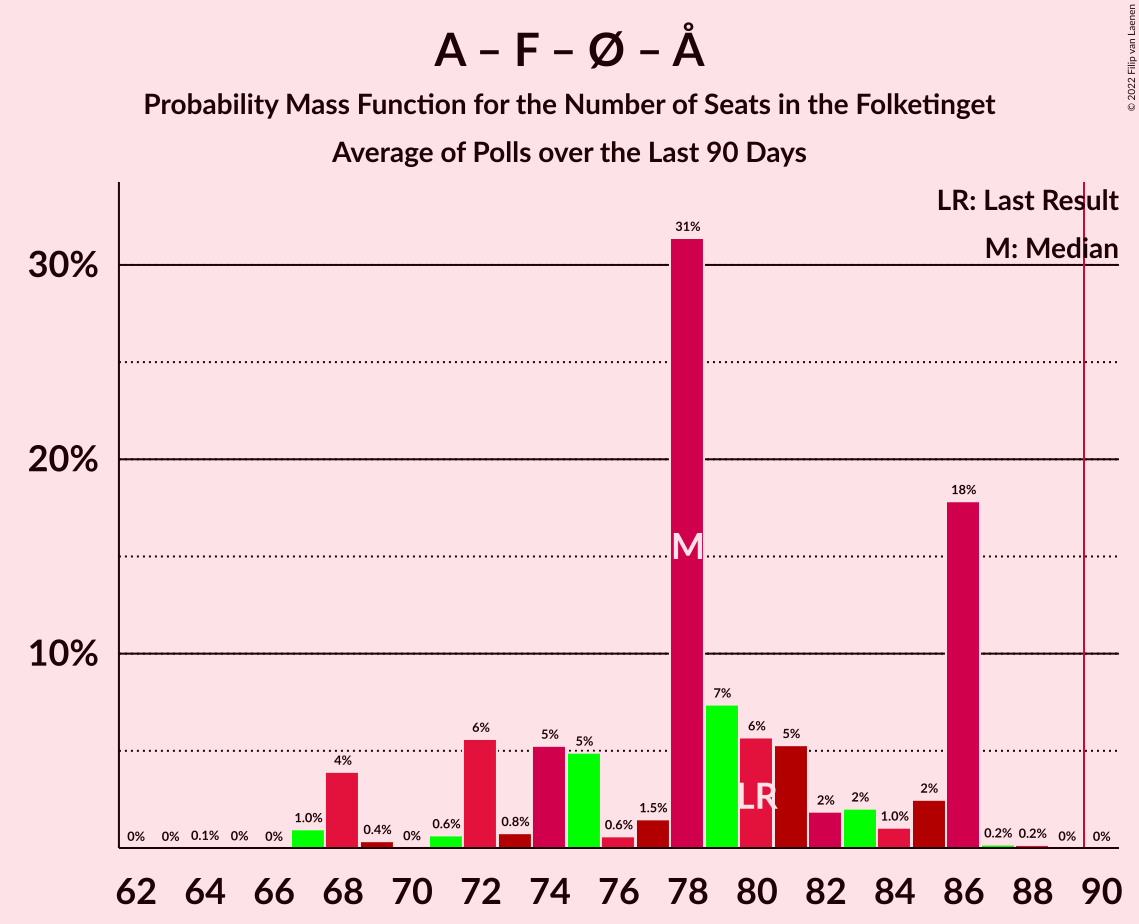 A – F – Ø – Å
Probability Mass Function for the Number of Seats in the Folketinget
Average of Polls over the Last 90 Days
© 2022 Filip van Laenen
LR: Last Result
M: Median
30%
20%
10%
0% 0% 0.1% 0% 0% 1.0% 4% 0.4% 0% 0.6% 6% 0.8% 5% 5% 0.6% 1.5% 31% 7% 6% 5% 2% 2% 1.0% 2% 18% 0.2% 0.2% 0% 0%
M
LR
62 64 66 68 70 72 74 76 78 80 82 84 86 88 90